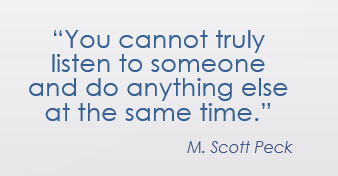 “You cannot truly
listen to someone
and do anything else
at the same time.”
M. Scott Peck